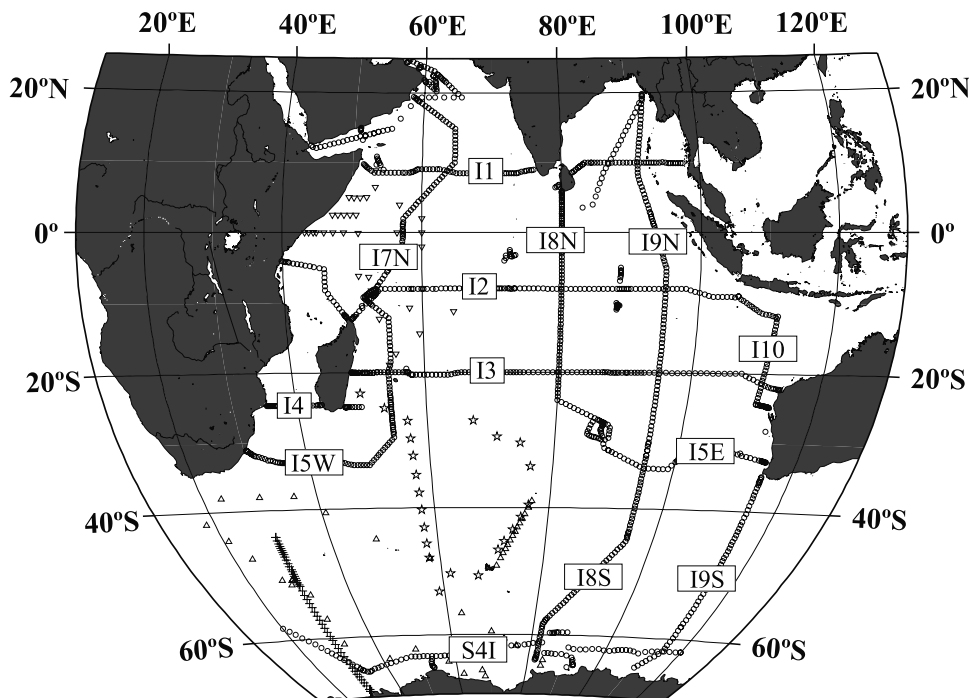 20ºE 40ºE 60ºE 80ºE 100ºE 120ºE
20ºN 20ºN
I1
0º I8N I9N 0º
I7N
I2
I10
20ºS I3 20ºS
I4
I5E
I5W
40ºS 40ºS
I8S I9S
60ºS S4I 60ºS